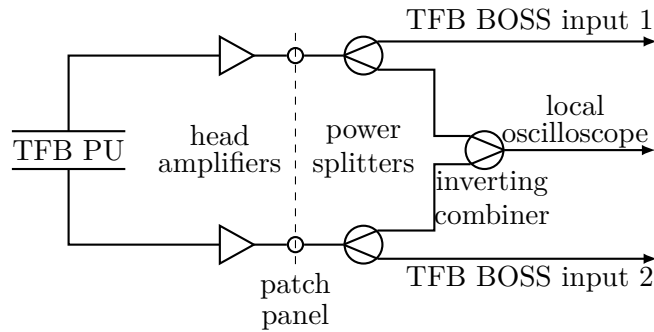 TFB BOSS input 1
TFB PU
head
amplifiers
power
splitters
local
oscilloscope
inverting
combiner
TFB BOSS input 2
patch
panel